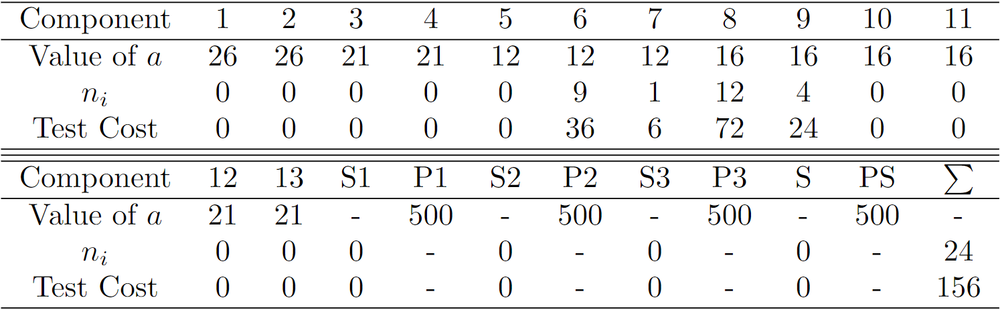 Component 1 2 3 4 5 6 7 8 9 10 11
Value of a 26 26 21 21 12 12 12 16 16 16 16
n_i 0 0 0 0 0 9 1 12 4 0 0
Test Cost 0 0 0 0 0 36 6 72 24 0 0
Component 12 13 S1 P1 S2 P2 S3 P3 S PS ∑
Value of a 21 21 - 500 - 500 - 500 - 500 -
n_i 0 0 0 - 0 - 0 - 0 - 24
Test Cost 0 0 0 - 0 - 0 - 0 - 156